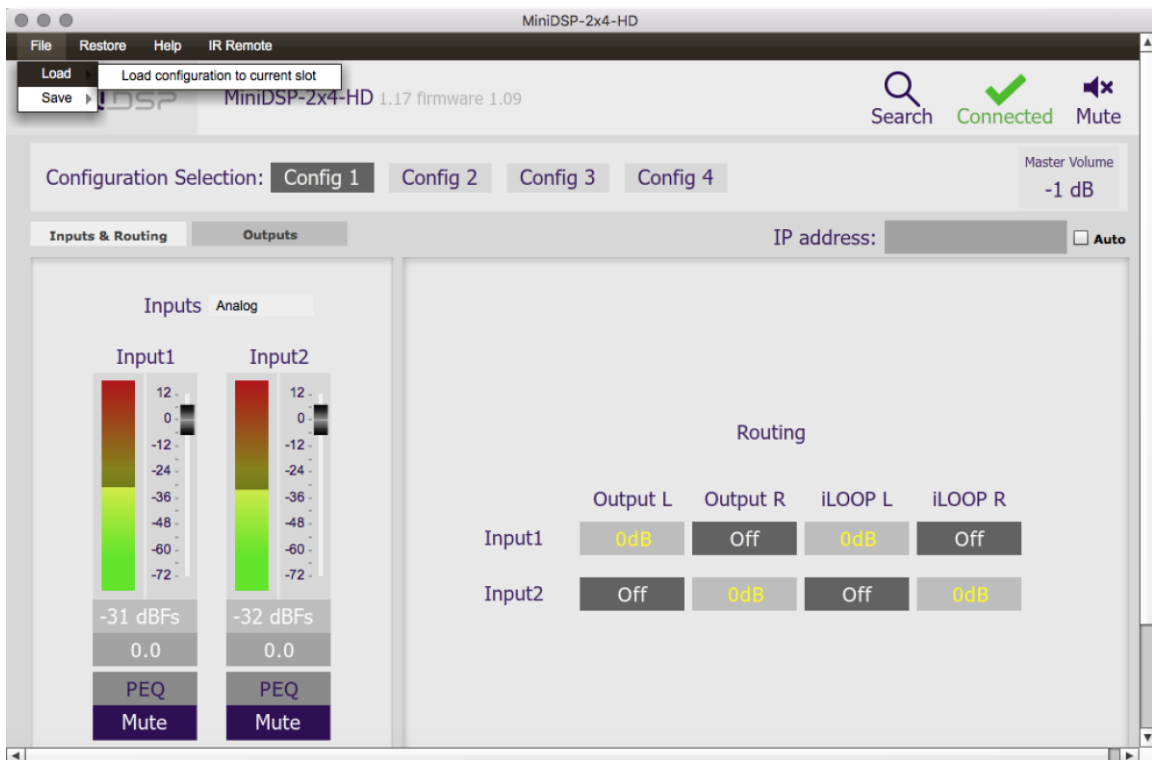 MiniDSP-2x4-HD
File Restore Help IR Remote
Load Load configuration to current slot
Save
DSP MiniDSP-2x4-HD 1.17 firmware 1.09
Search Connected Mute
Configuration Selection: Config 1 Config 2 Config 3 Config 4
Master Volume
-1 dB
Inputs & Routing Outputs
IP address: Auto
Inputs Analog
Input1 Input2
12 12
0 0
-12 -12
-24 -24
-36 -36
-48 -48
-60 -60
-72 -72
-31 dBFs -32 dBFs
0.0 0.0
PEQ PEQ
Mute Mute
Routing
Output L Output R iLOOP L iLOOP R
Input1 0dB Off 0dB Off
Input2 Off 0dB Off 0dB